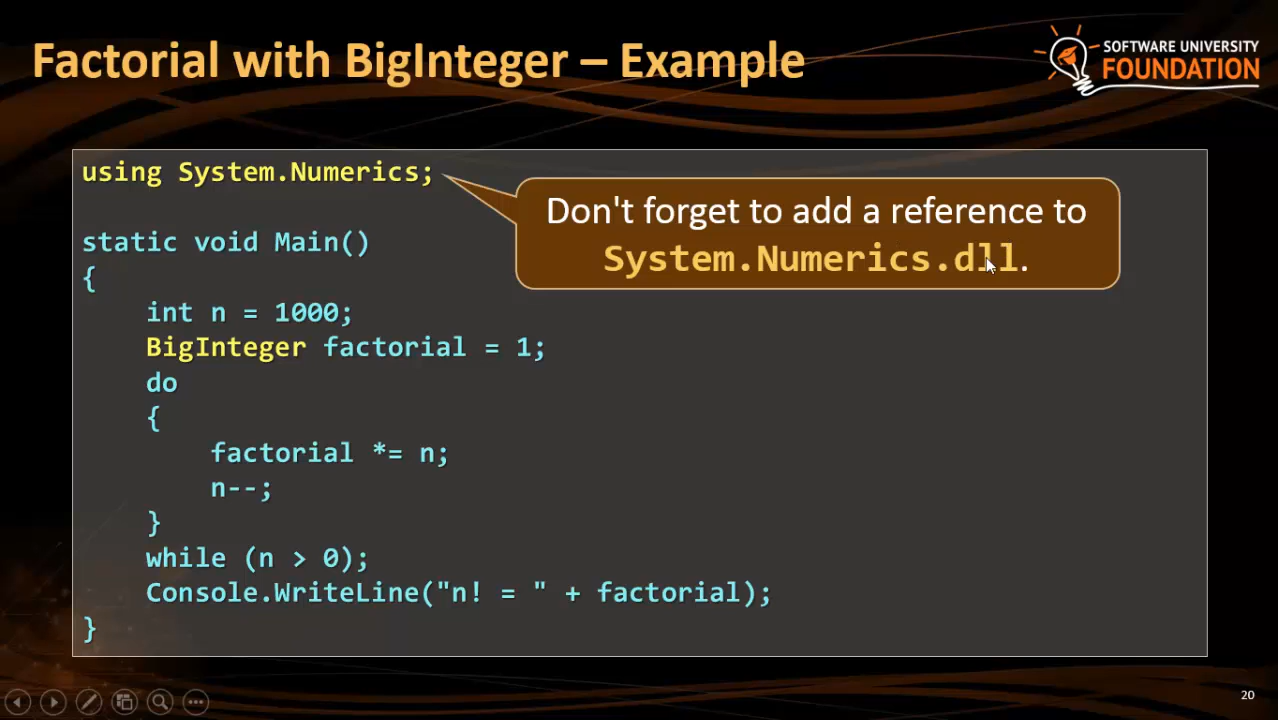 Factorial with BigInteger – Example
SOFTWARE UNIVERSITY
FOUNDATION
using System.Numerics;
Don't forget to add a reference to
System.Numerics.dll.
static void Main()
{
    int n = 1000;
    BigInteger factorial = 1;
    do
    {
        factorial *= n;
        n--;
    }
    while (n > 0);
    Console.WriteLine("n! = " + factorial);
}
20